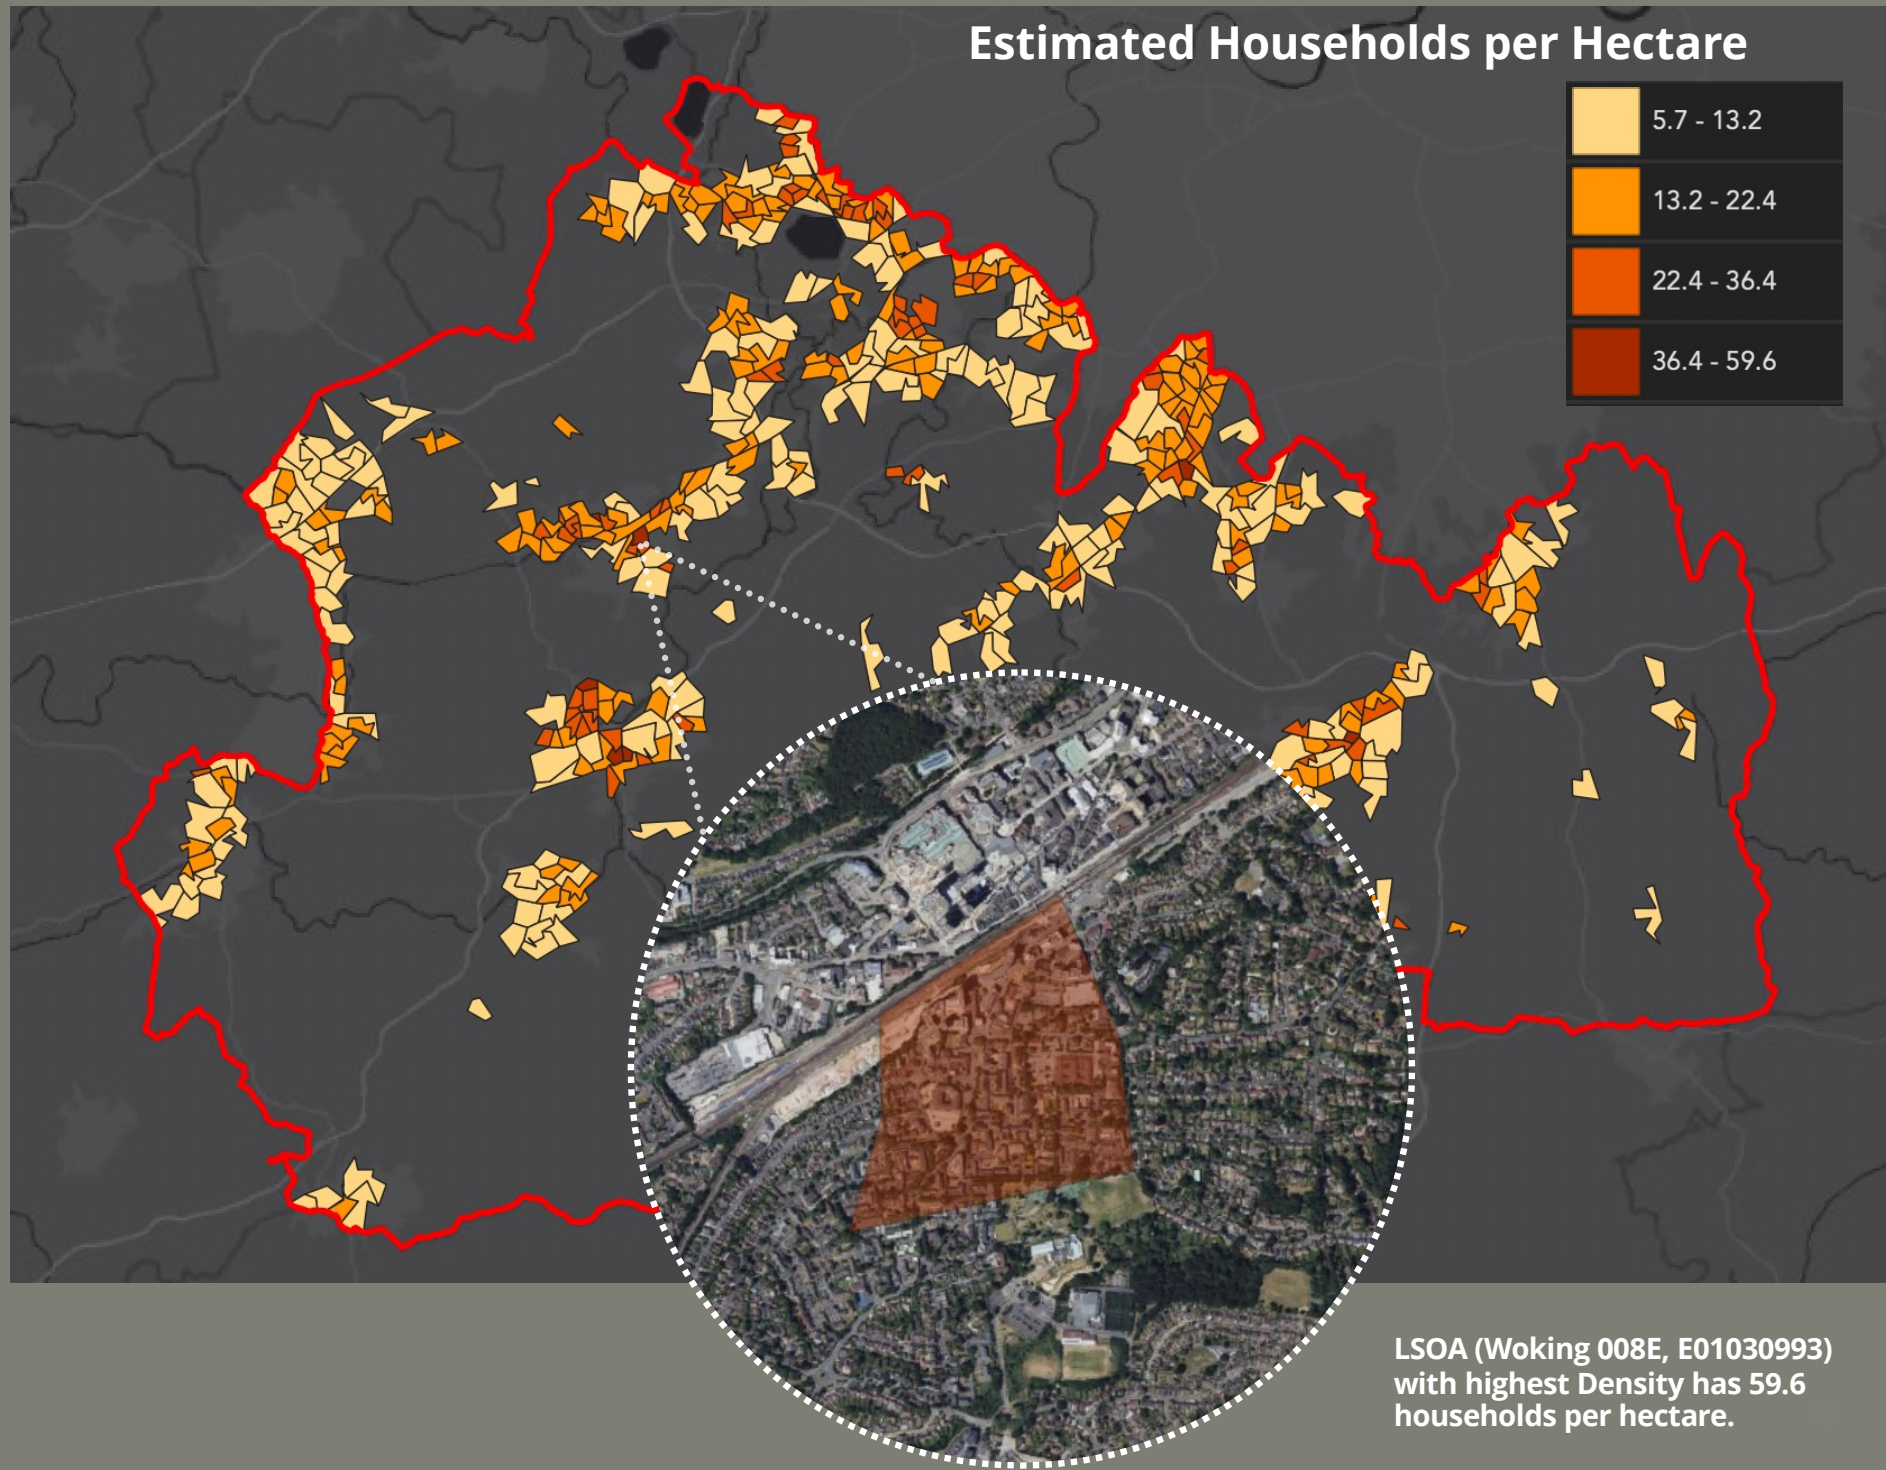 Estimated Households per Hectare
5.7 - 13.2
13.2 - 22.4
22.4 - 36.4
36.4 - 59.6
LSOA (Woking 008E, E01030993)
with highest Density has 59.6
households per hectare.